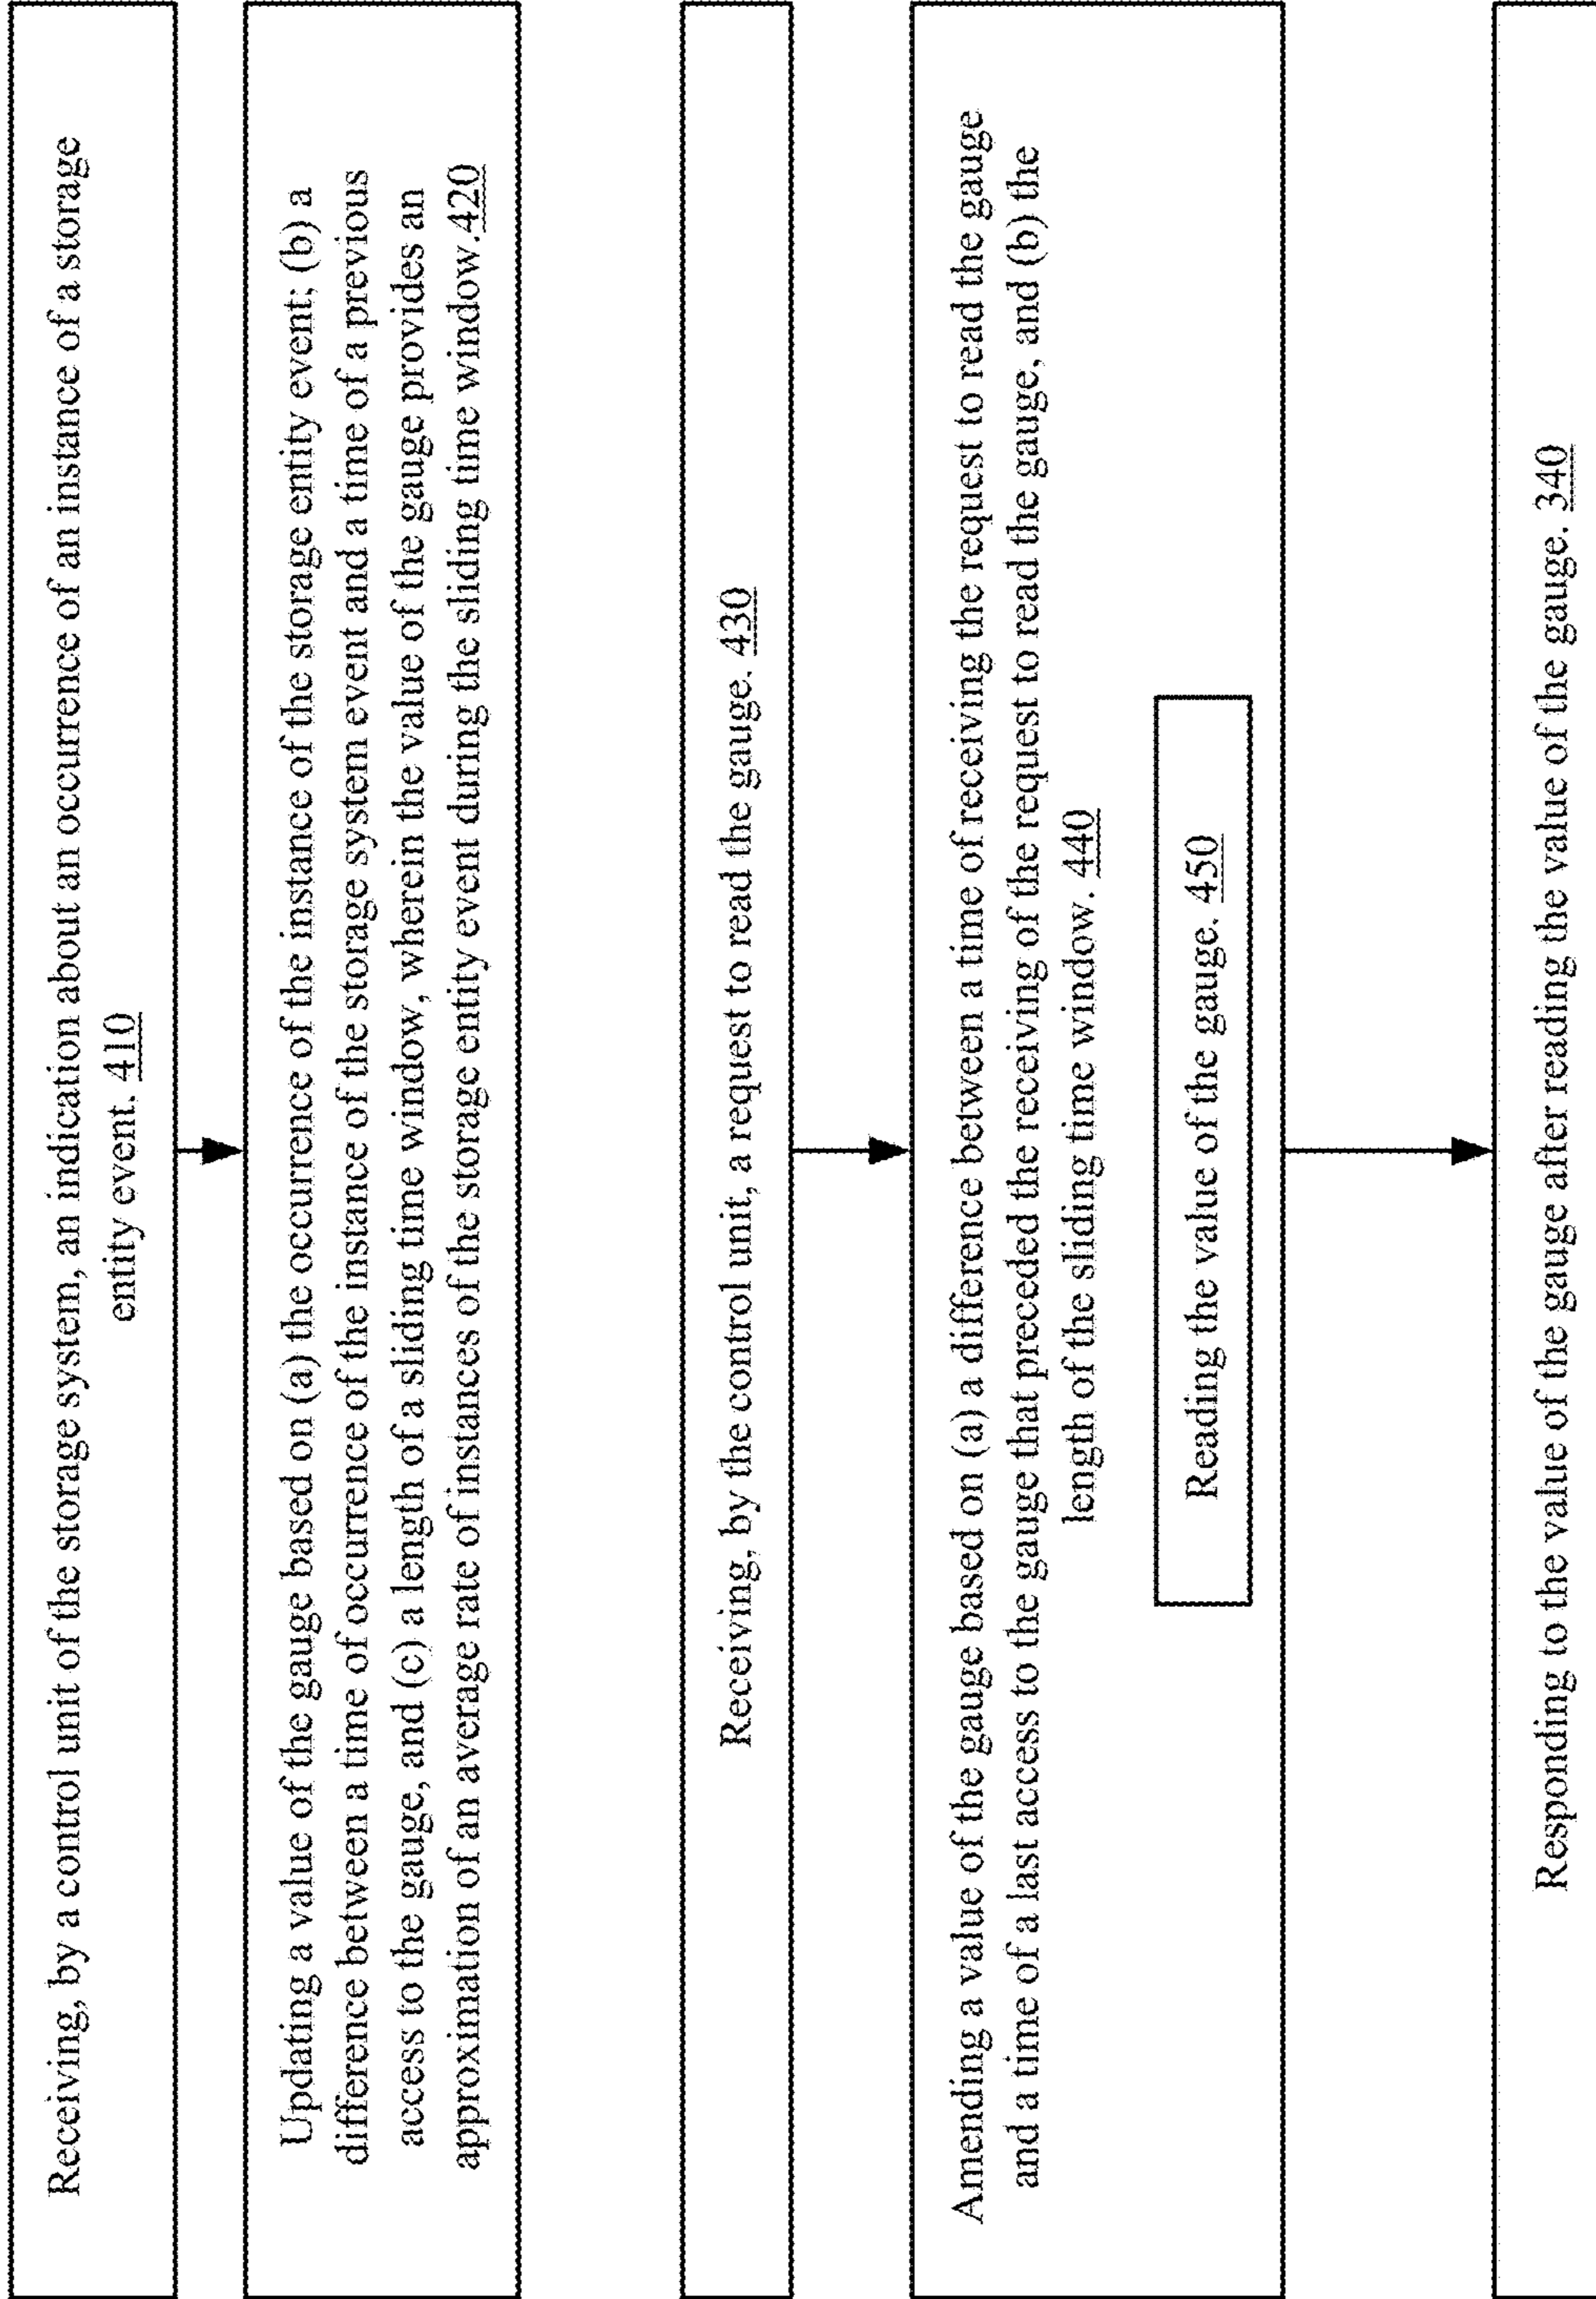 Receiving, by a control unit of the storage system, an indication about an occurrence of an instance of a storage
entity event. 410
Updating a value of the gauge based on (a) the occurrence of the instance of the storage entity event; (b) a
difference between a time of occurrence of the instance of the storage system event and a time of a previous
access to the gauge, and (c) a length of a sliding time window, wherein the value of the gauge provides an
approximation of an average rate of instances of the storage entity event during the sliding time window.420
Receiving, by the control unit, a request to read the gauge. 430
Amending a value of the gauge based on (a) a difference between a time of receiving the request to read the gauge
and a time of a last access to the gauge that preceded the receiving of the request to read the gauge, and (b) the
length of the sliding time window. 440
Reading the value of the gauge. 450
Responding to the value of the gauge after reading the value of the gauge. 340